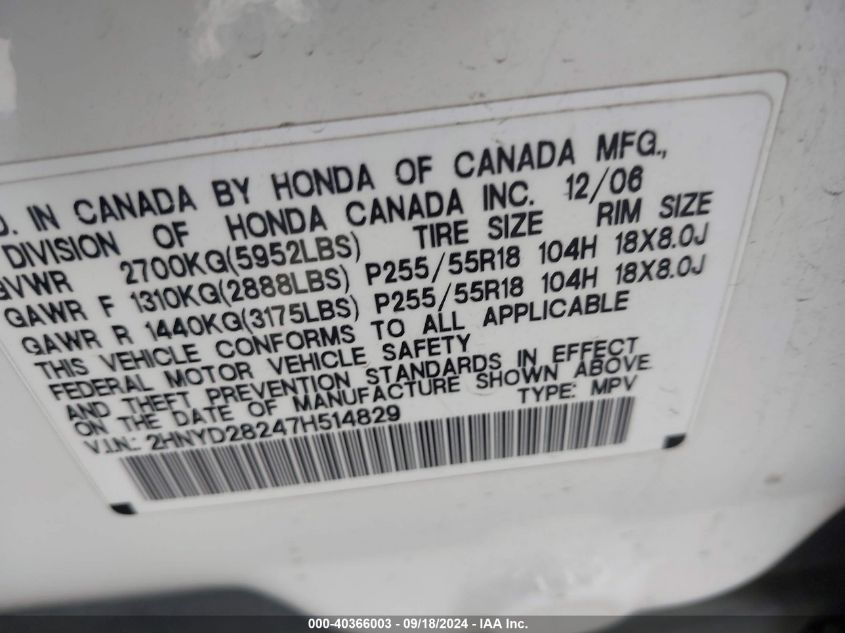 D. IN CANADA BY HONDA OF CANADA MFG.,
DIVISION OF HONDA CANADA INC. 12/06
GVWR 2700KG(5952LBS) TIRE SIZE RIM SIZE
GAWR F 1310KG(2888LBS) P255/55R18 104H 18X8.0J
GAWR R 1440KG(3175LBS) P255/55R18 104H 18X8.0J
THIS VEHICLE CONFORMS TO ALL APPLICABLE
FEDERAL MOTOR VEHICLE SAFETY
AND THEFT PREVENTION STANDARDS IN EFFECT
ON THE DATE OF MANUFACTURE SHOWN ABOVE.
V.I.N.: 2HNYD28247H514829 TYPE: MPV
000-40366003 - 09/18/2024 - IAA Inc.